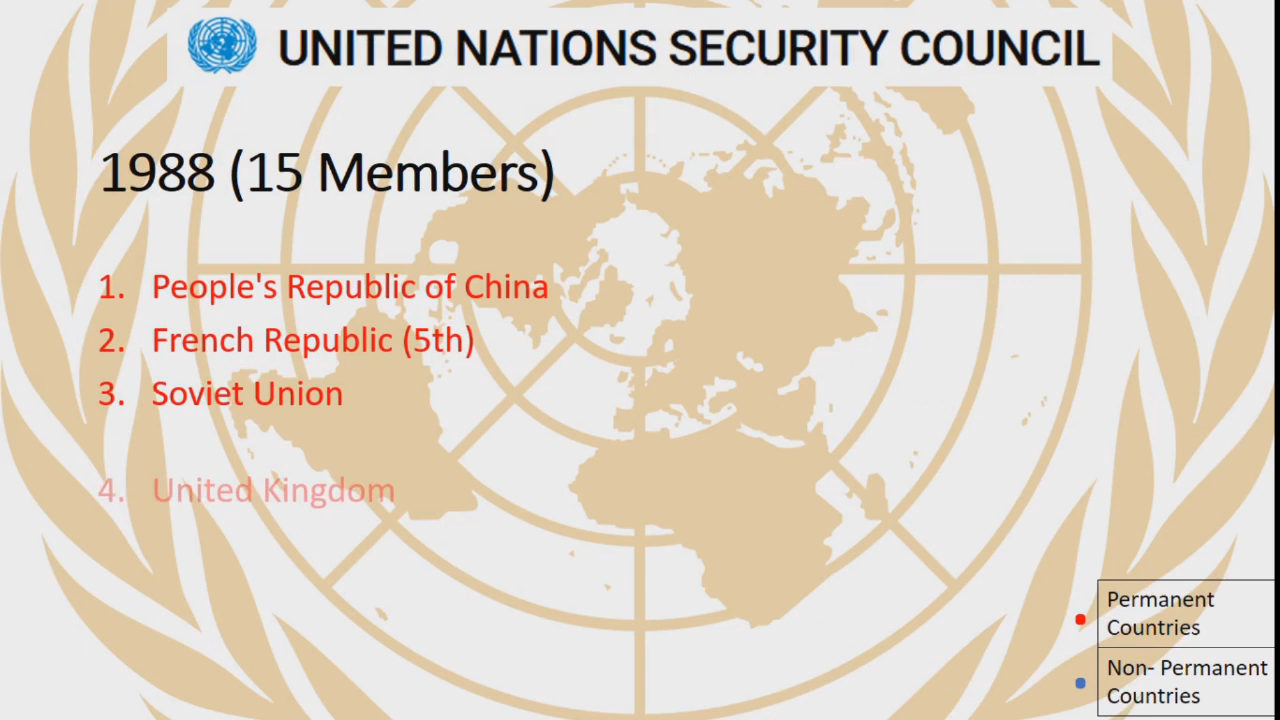 UNITED NATIONS SECURITY COUNCIL
1988 (15 Members)
1. People's Republic of China
2. French Republic (5th)
3. Soviet Union
4. United Kingdom
Permanent
Countries
Non- Permanent
Countries